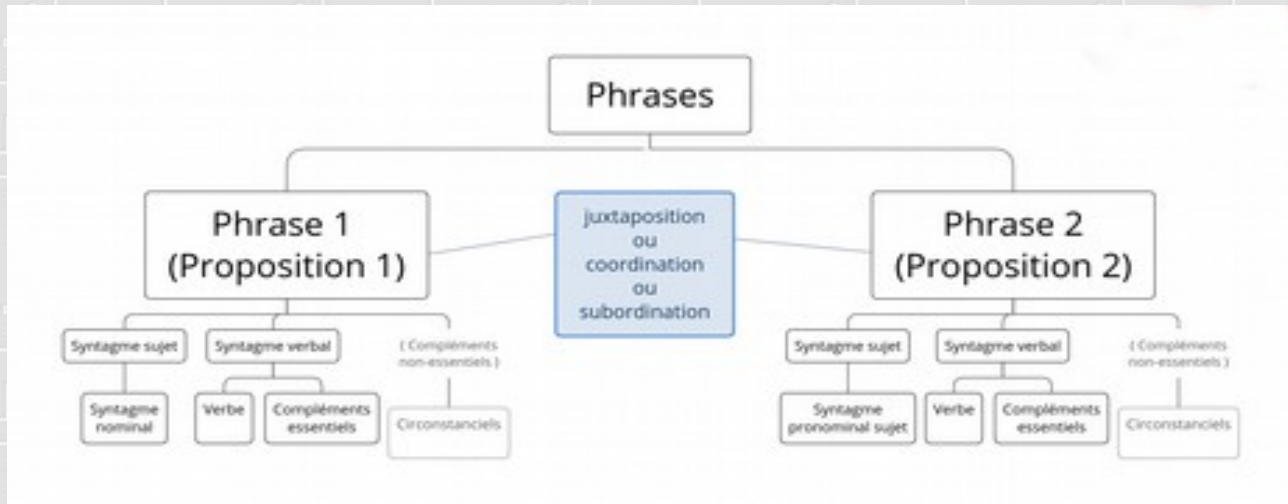 Phrases
Phrase 1
(Proposition 1)
juxtaposition
ou
coordination
ou
subordination
Phrase 2
(Proposition 2)
Syntagme sujet
Syntagme verbal
( Compléments
non-essentiels )
Syntagme
nominal
Verbe
Compléments
essentiels
Circonstanciels
Syntagme sujet
Syntagme verbal
( Compléments
non-essentiels )
Syntagme
pronominal sujet
Verbe
Compléments
essentiels
Circonstanciels